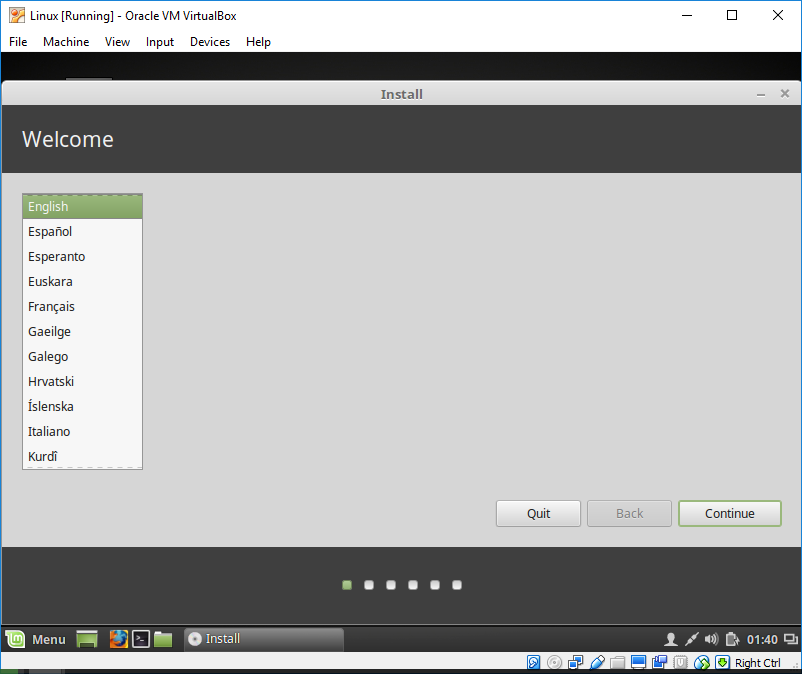 Linux [Running] - Oracle VM VirtualBox
File Machine View Input Devices Help
Install
Welcome
English
Español
Esperanto
Euskara
Français
Gaeilge
Galego
Hrvatski
Íslenska
Italiano
Kurdî
Quit Back Continue
Menu Install 01:40
Right Ctrl